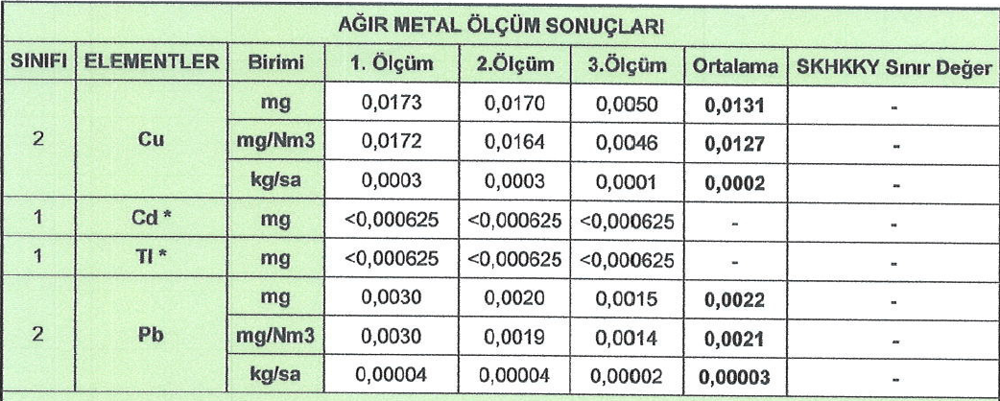 AĞIR METAL ÖLÇÜM SONUÇLARI
SINIFI ELEMENTLER Birimi 1. Ölçüm 2.Ölçüm 3.Ölçüm Ortalama SKHKKY Sınır Değer
mg 0,0173 0,0170 0,0050 0,0131 -
2 Cu mg/Nm3 0,0172 0,0164 0,0046 0,0127 -
kg/sa 0,0003 0,0003 0,0001 0,0002 -
1 Cd * mg <0,000625 <0,000625 <0,000625 - -
1 Tl * mg <0,000625 <0,000625 <0,000625 - -
mg 0,0030 0,0020 0,0015 0,0022 -
2 Pb mg/Nm3 0,0030 0,0019 0,0014 0,0021 -
kg/sa 0,00004 0,00004 0,00002 0,00003 -